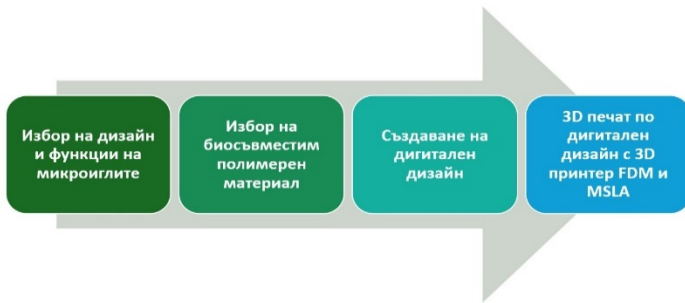 Избор на дизайн
и функции на
микроиглите
Избор на
биосъвместим
полимерен
материал
Създаване на
дигитален
дизайн
3D печат по
дигитален
дизайн с 3D
принтер FDM и
MSLA